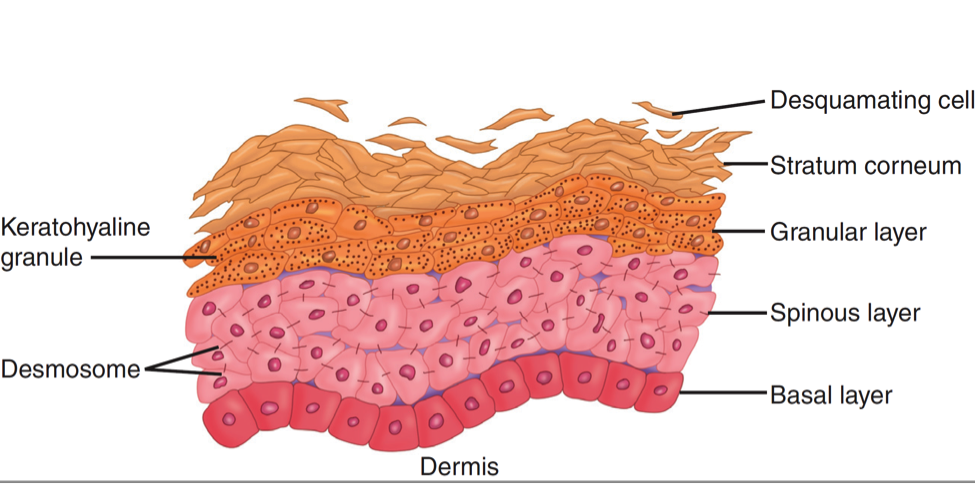 Desquamating cell
Stratum corneum
Keratohyaline
granule
Granular layer
Spinous layer
Desmosome
Basal layer
Dermis